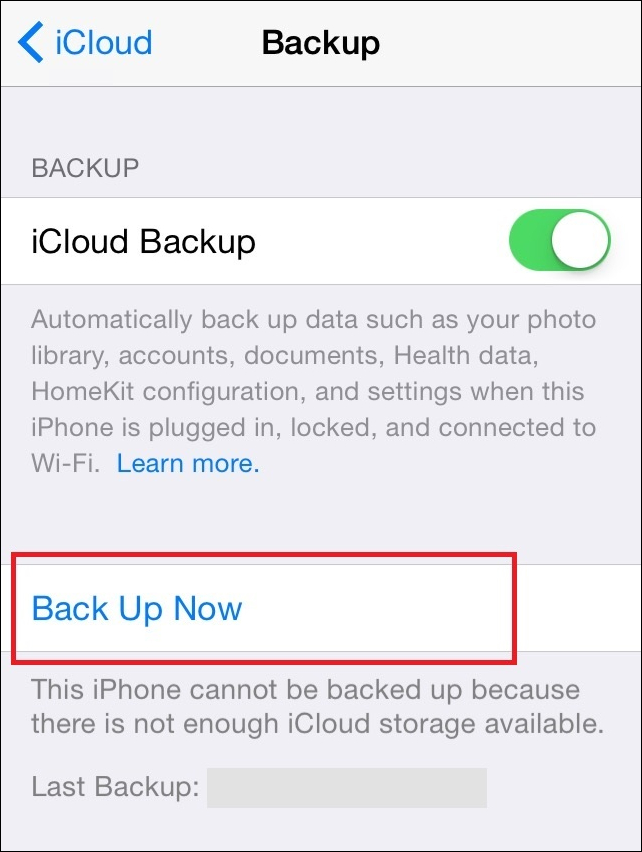 iCloud Backup
BACKUP
iCloud Backup
Automatically back up data such as your photo
library, accounts, documents, Health data,
HomeKit configuration, and settings when this
iPhone is plugged in, locked, and connected to
Wi-Fi. Learn more.
Back Up Now
This iPhone cannot be backed up because
there is not enough iCloud storage available.
Last Backup: